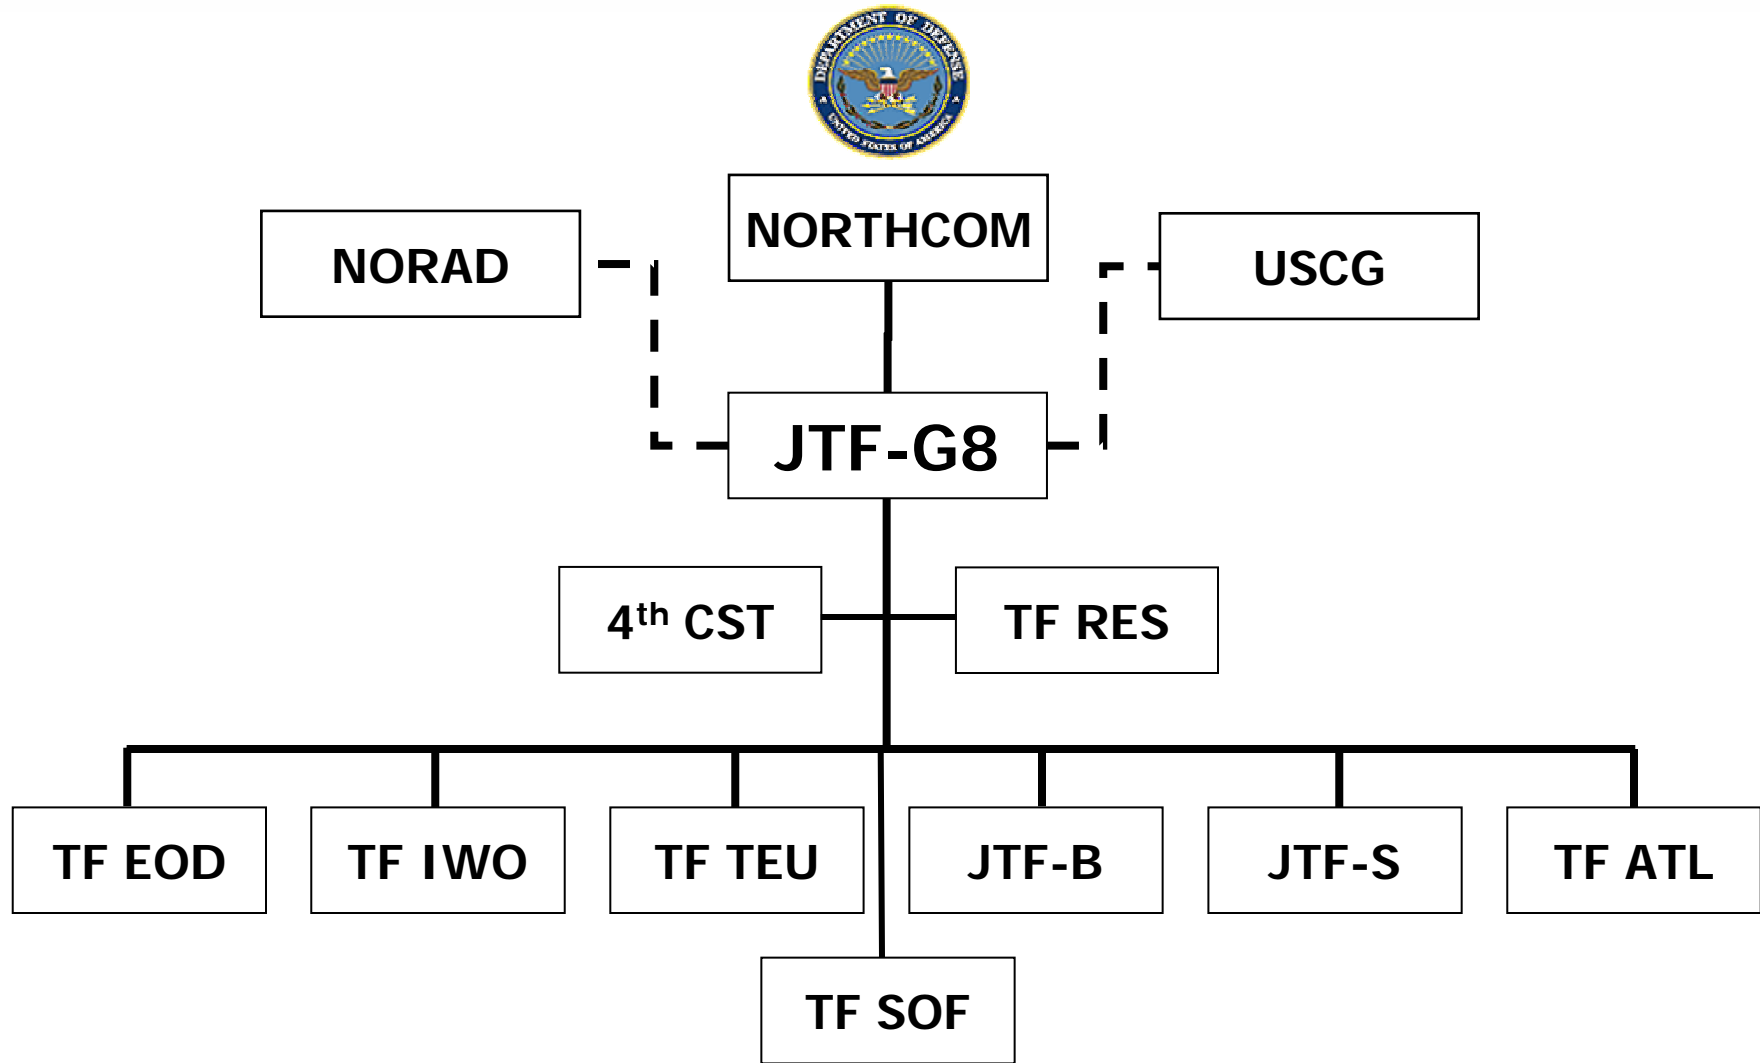 DEPARTMENT OF DEFENSE
UNITED STATES OF AMERICA
NORTHCOM
NORAD
USCG
JTF-G8
4th CST
TF RES
TF EOD
TF IWO
TF TEU
JTF-B
JTF-S
TF ATL
TF SOF